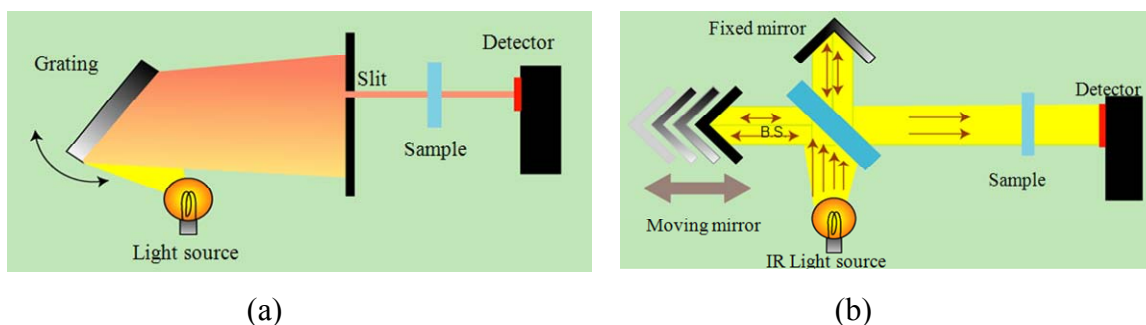 Grating
Slit
Detector
Sample
Light source
(a)
Fixed mirror
Detector
B.S.
Sample
Moving mirror
IR Light source
(b)